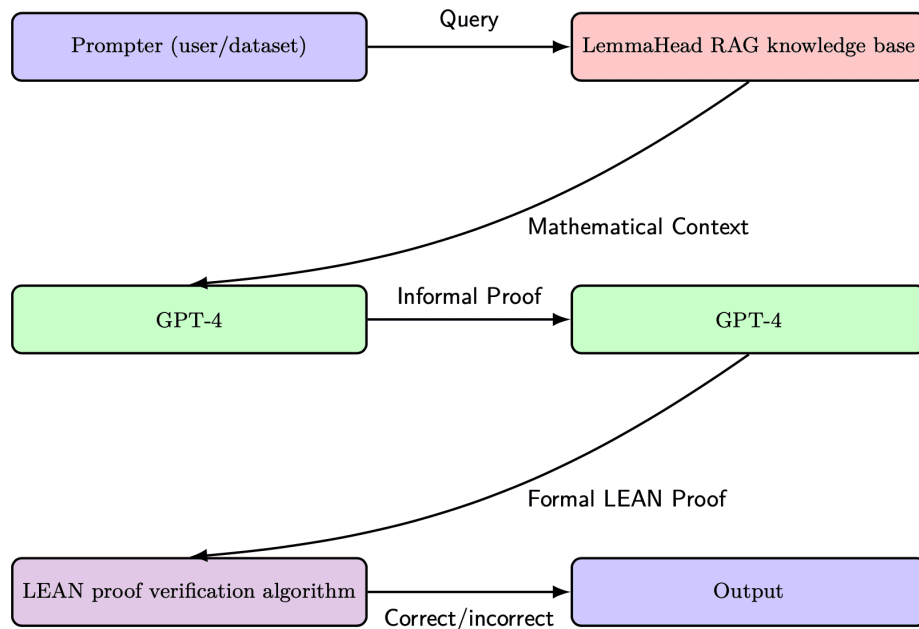 Query
Prompter (user/dataset)
LemmaHead RAG knowledge base
Mathematical Context
Informal Proof
GPT-4
GPT-4
Formal LEAN Proof
LEAN proof verification algorithm
Output
Correct/incorrect